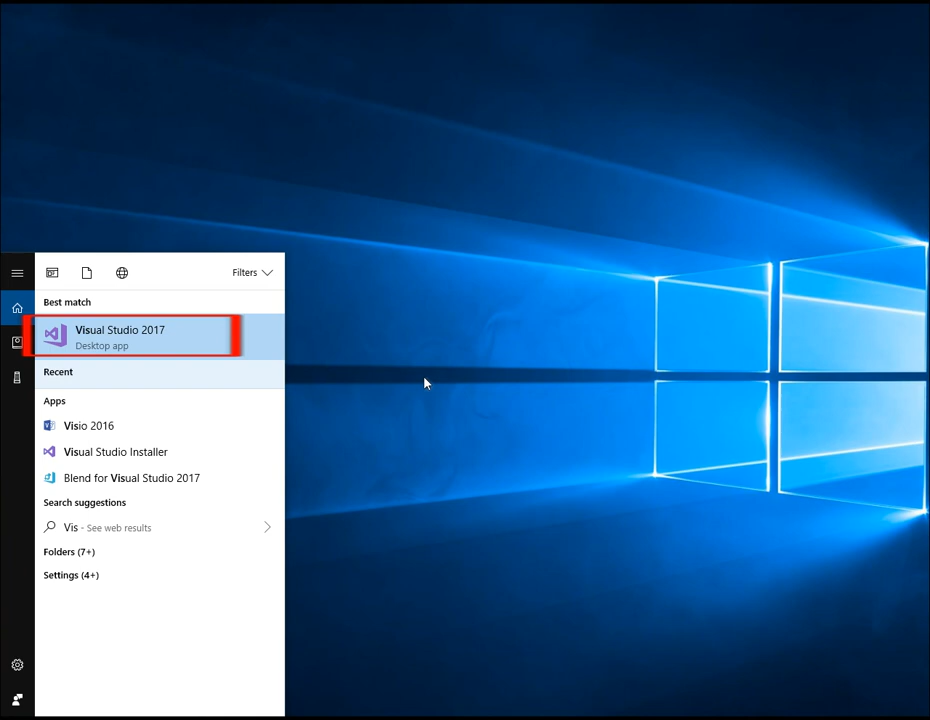 Filters
Best match
Visual Studio 2017
Desktop app
Recent
Apps
Visio 2016
Visual Studio Installer
Blend for Visual Studio 2017
Search suggestions
Vis - See web results
Folders (7+)
Settings (4+)